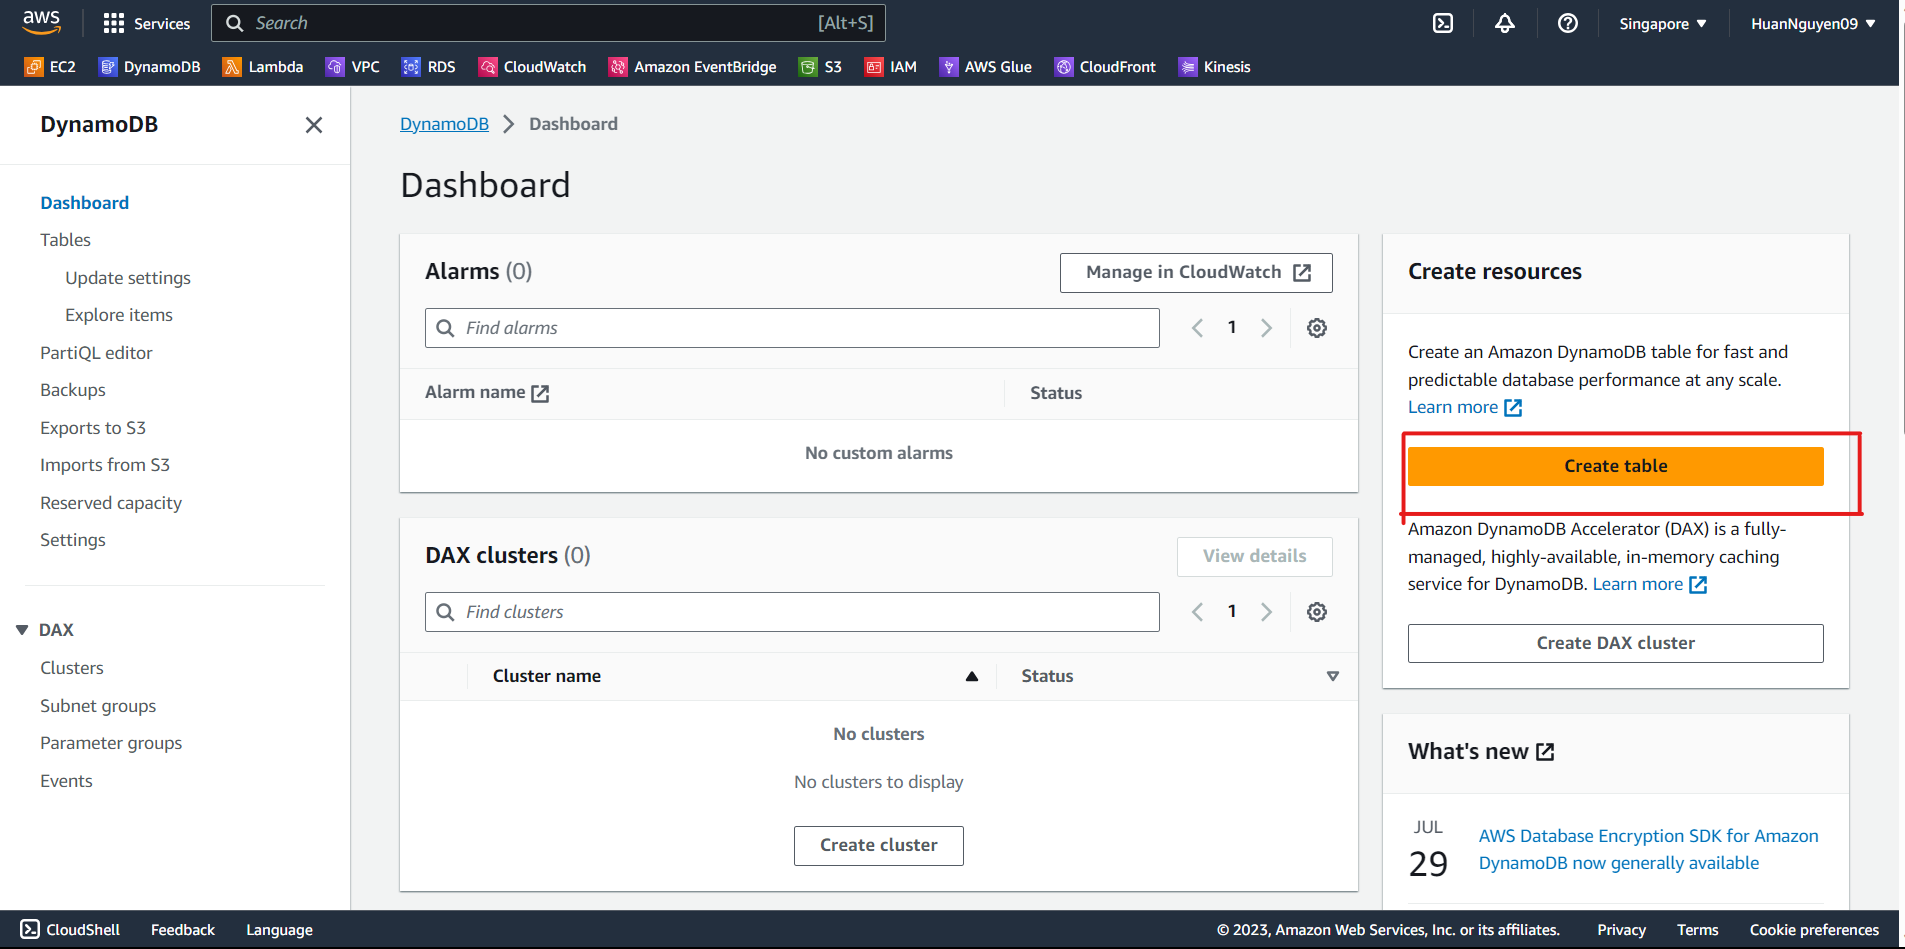 aws
Services
Search
[Alt+S]
Singapore
HuanNguyen09
EC2
DynamoDB
Lambda
VPC
RDS
CloudWatch
Amazon EventBridge
S3
IAM
AWS Glue
CloudFront
Kinesis
DynamoDB
Dashboard
Tables
Update settings
Explore items
PartiQL editor
Backups
Exports to S3
Imports from S3
Reserved capacity
Settings
DAX
Clusters
Subnet groups
Parameter groups
Events
DynamoDB
Dashboard
Dashboard
Alarms (0)
Manage in CloudWatch
Find alarms
1
Alarm name
Status
No custom alarms
DAX clusters (0)
View details
Find clusters
1
Cluster name
Status
No clusters
No clusters to display
Create cluster
Create resources
Create an Amazon DynamoDB table for fast and
predictable database performance at any scale.
Learn more
Create table
Amazon DynamoDB Accelerator (DAX) is a fully-
managed, highly-available, in-memory caching
service for DynamoDB. Learn more
Create DAX cluster
What's new
JUL
29
AWS Database Encryption SDK for Amazon
DynamoDB now generally available
CloudShell
Feedback
Language
© 2023, Amazon Web Services, Inc. or its affiliates.
Privacy
Terms
Cookie preferences